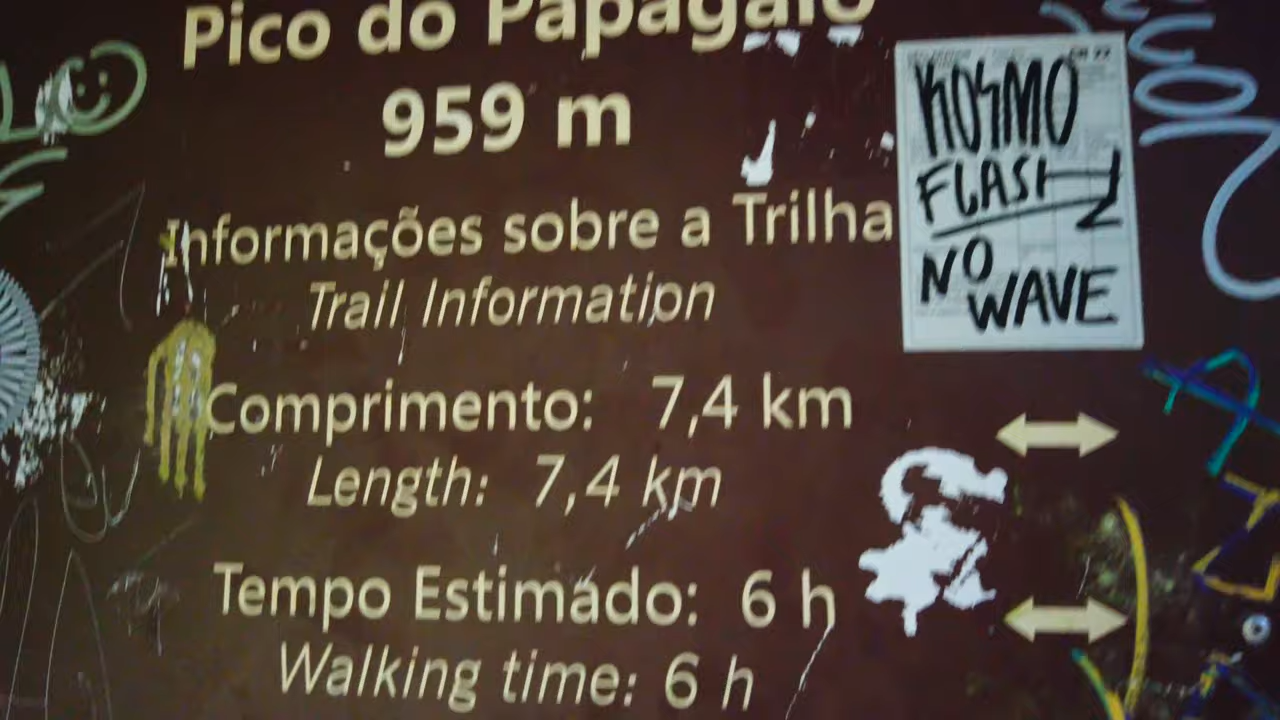 Pico do Papagaio
959 m
Informações sobre a Trilha
Trail Information
Comprimento: 7,4 km
Length: 7,4 km
Tempo Estimado: 6 h
Walking time: 6 h
KOSMO
FLASH
NO
WAVE